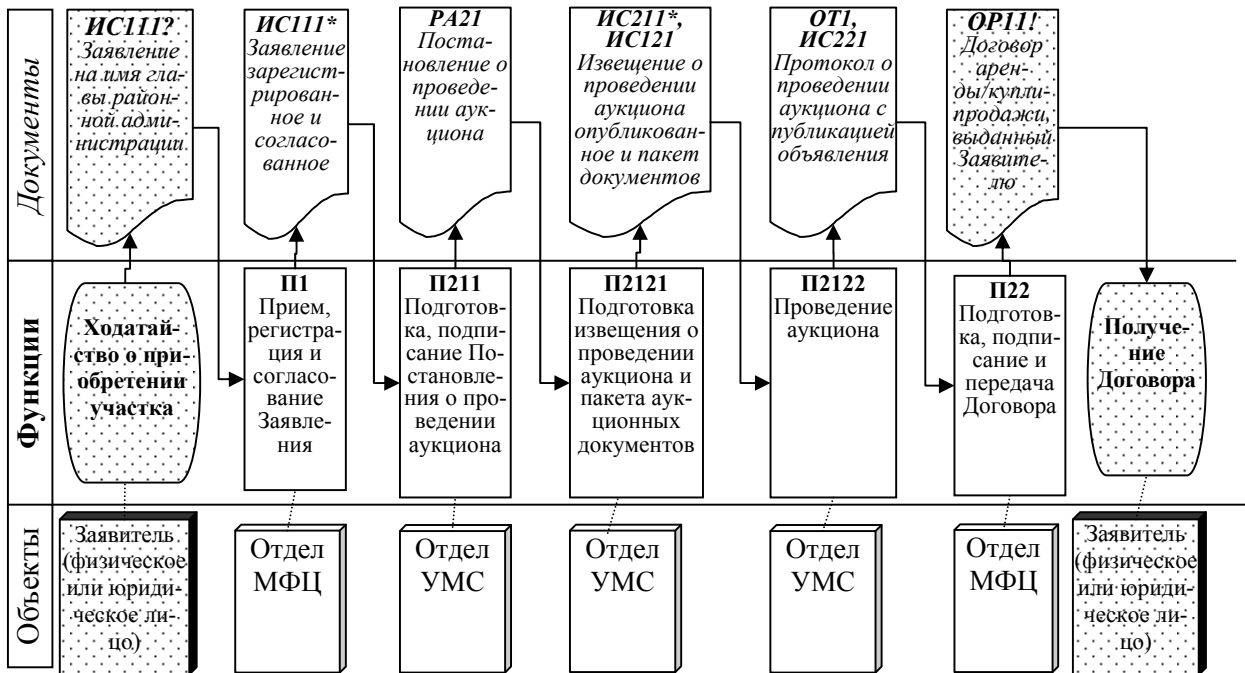 Документы
ИС111?
Заявление
на имя гла-
вы район-
ной адми-
нистрации
ИС111*
Заявление
зарегист-
рирован-
ное и
согласо-
ванное
РА21
Поста-
новление о
проведе-
нии аук-
циона
ИС211*,
ИС121
Извещение о
проведении
аукциона
опубликован-
ное и пакет
документов
ОТ1,
ИС221
Протокол о
проведении
аукциона с
публикацией
объявления
ОР11!
Договор
арен-
ды/купли-
продажи,
выданный
Заявите-
лю
Функции
Ходатай-
ство о при-
обретении
участка
П1
Прием,
регистра-
ция и
согласо-
вание
Заявле-
ния
П211
Подготов-
ка, подпи-
сание По-
становле-
ния о про-
ведении
аукциона
П2121
Подготовка
извещения о
проведении
аукциона и
пакета аук-
ционных
документов
П2122
Проведение
аукциона
П22
Подготов-
ка, подпи-
сание и
передача
Договора
Получе-
ние
Договора
Объекты
Заявитель
(физическое
или юриди-
ческое ли-
цо)
Отдел
МФЦ
Отдел
УМС
Отдел
УМС
Отдел
УМС
Отдел
МФЦ
Заявитель
(физическое
или юриди-
ческое ли-
цо)